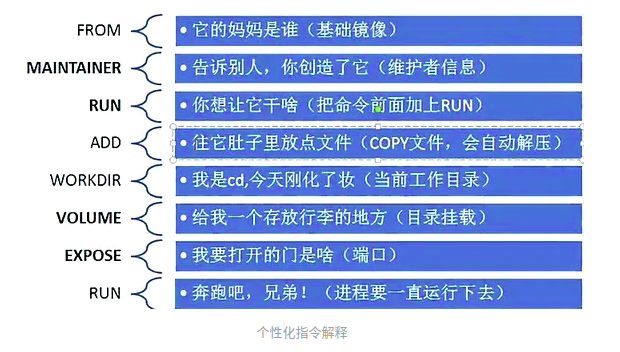 FROM
• 它的妈妈是谁（基础镜像）
MAINTAINER
• 告诉别人，你创造了它（维护者信息）
RUN
• 你想让它干啥（把命令前面加上RUN）
ADD
• 往它肚子里放点文件（COPY文件，会自动解压）
WORKDIR
• 我是cd,今天刚化了妆（当前工作目录）
VOLUME
• 给我一个存放行李的地方（目录挂载）
EXPOSE
• 我要打开的门是啥（端口）
RUN
• 奔跑吧，兄弟！（进程要一直运行下去）
个性化指令解释